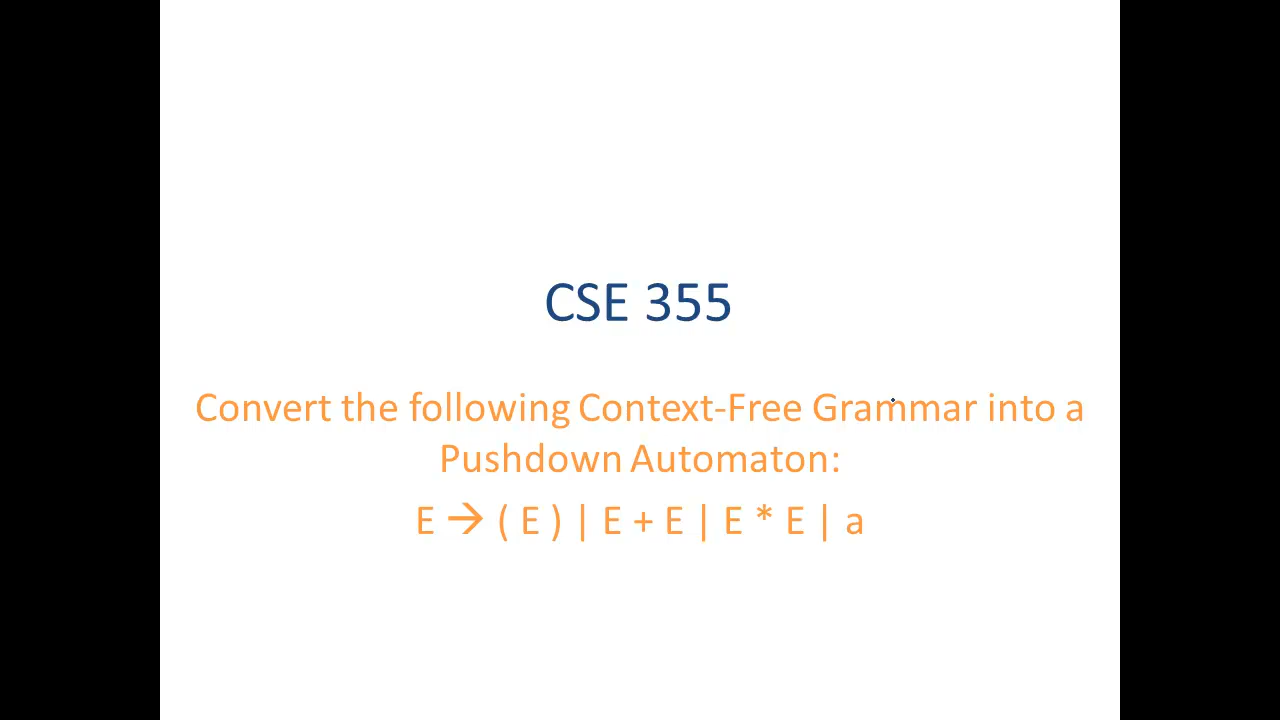 CSE 355
Convert the following Context-Free Grammar into a
Pushdown Automaton:
E → ( E ) | E + E | E * E | a